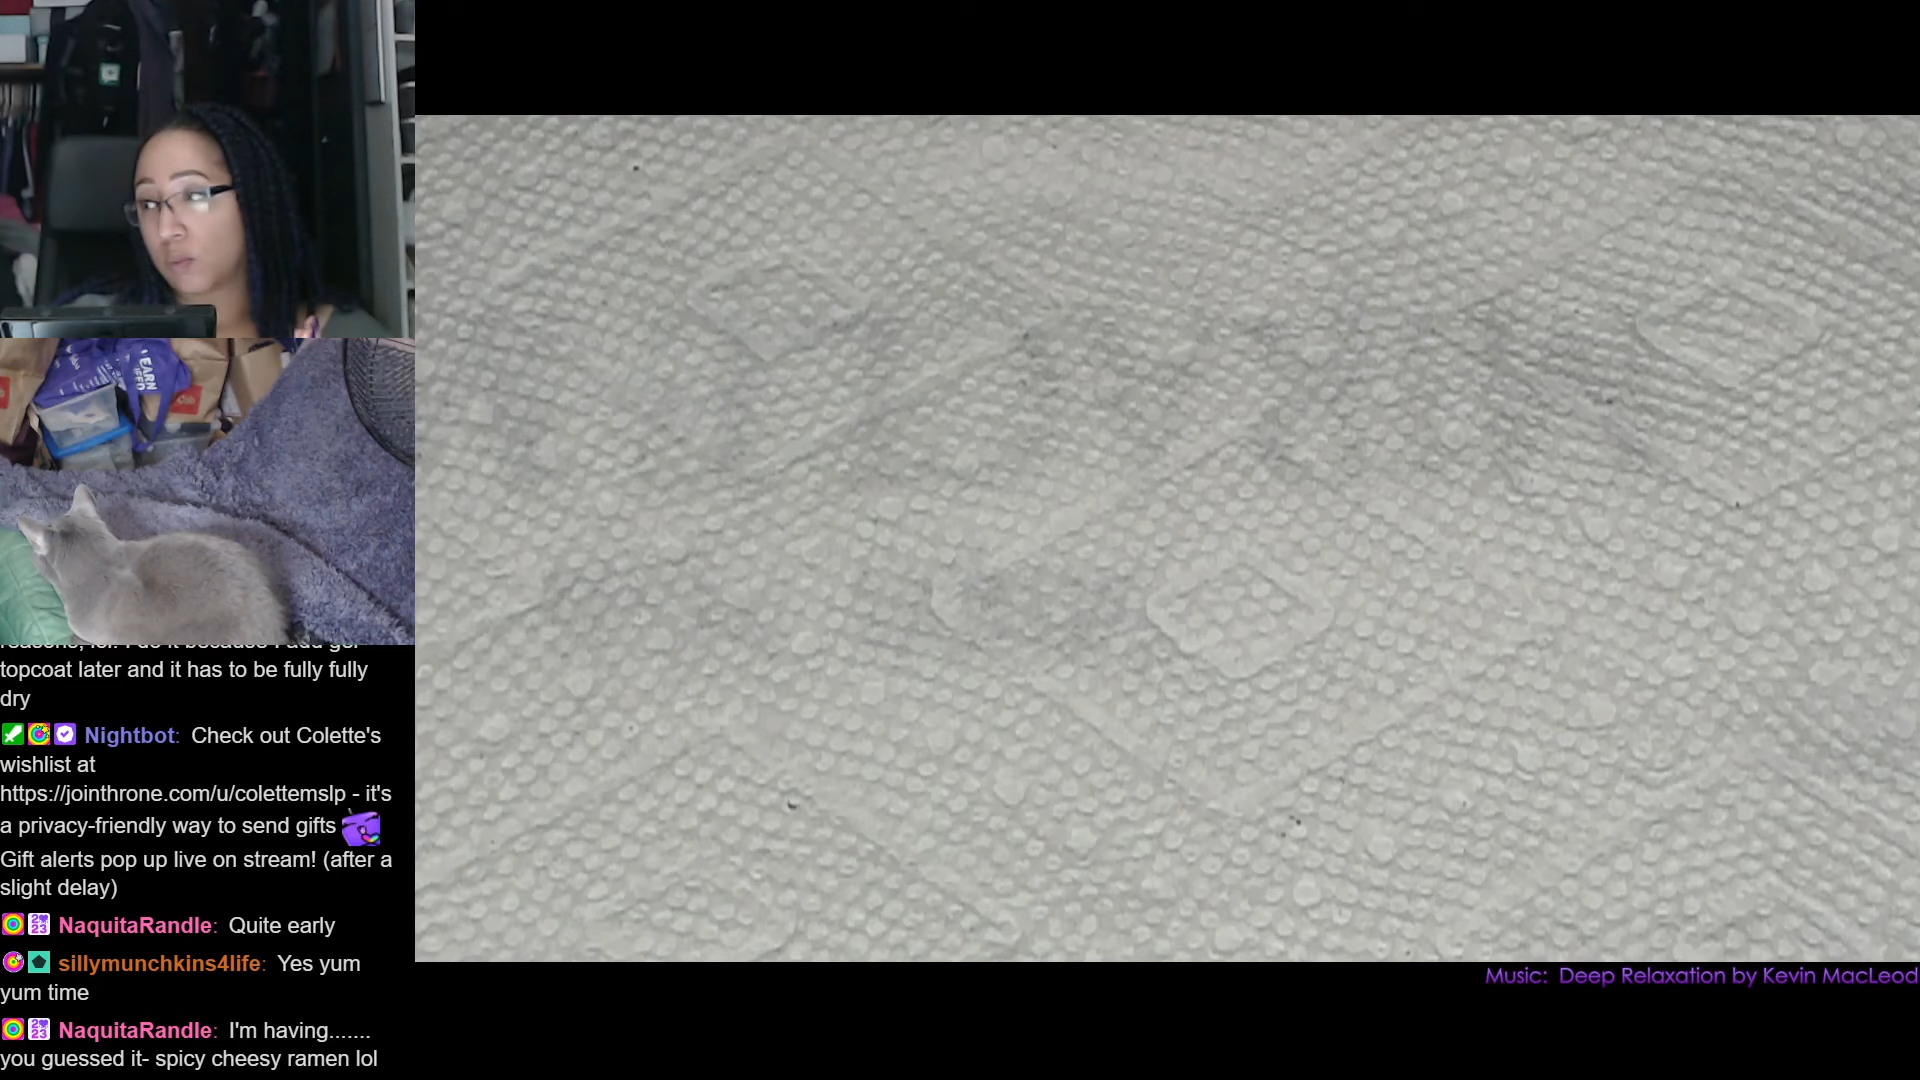 EARN
topcoat later and it has to be fully fully
dry
Nightbot: Check out Colette's
wishlist at
https://jointhrone.com/u/colettemslp - it's
a privacy-friendly way to send gifts
Gift alerts pop up live on stream! (after a
slight delay)
NaquitaRandle: Quite early
sillymunchkins4life: Yes yum
yum time
NaquitaRandle: I'm having.......
you guessed it- spicy cheesy ramen lol
Music: Deep Relaxation by Kevin MacLeod